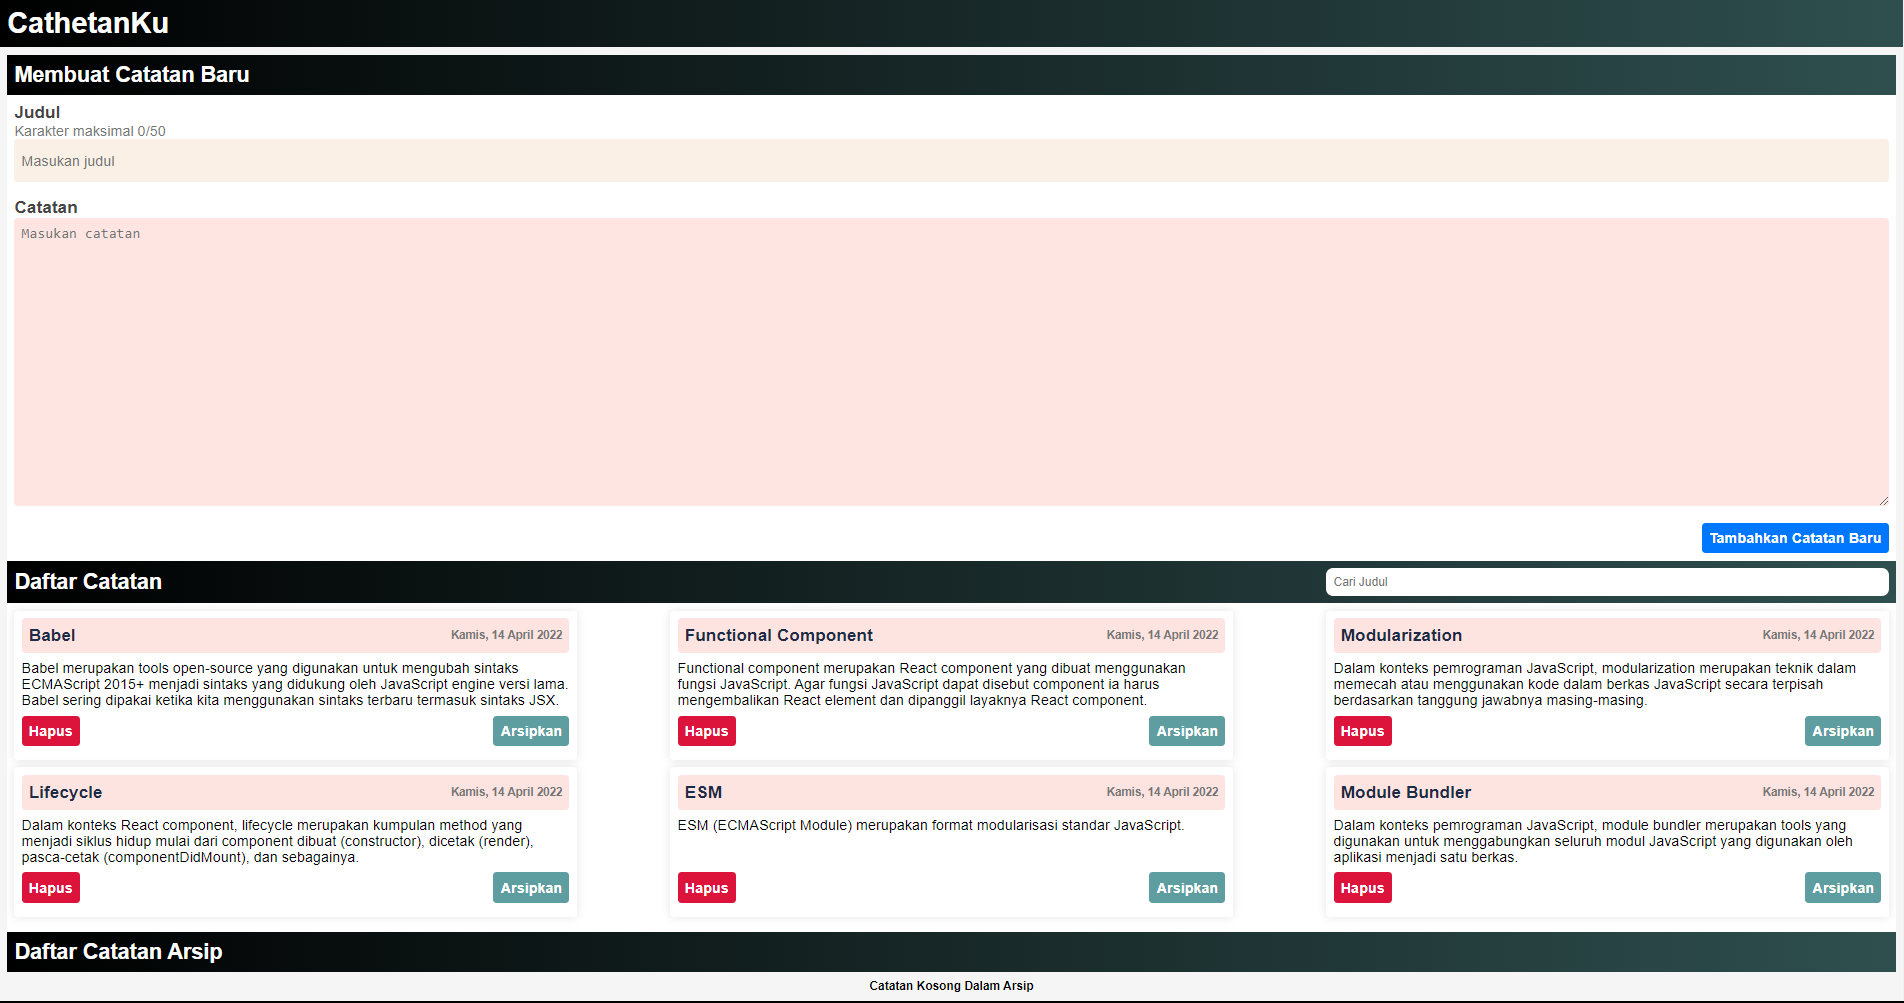 CathetanKu
Membuat Catatan Baru
Judul
Karakter maksimal 0/50
Masukan judul
Catatan
Masukan catatan
Tambahkan Catatan Baru
Daftar Catatan
Cari Judul
Babel
Kamis, 14 April 2022
Babel merupakan tools open-source yang digunakan untuk mengubah sintaks
ECMAScript 2015+ menjadi sintaks yang didukung oleh JavaScript engine versi lama.
Babel sering dipakai ketika kita menggunakan sintaks terbaru termasuk sintaks JSX.
Hapus
Arsipkan
Functional Component
Kamis, 14 April 2022
Functional component merupakan React component yang dibuat menggunakan
fungsi JavaScript. Agar fungsi JavaScript dapat disebut component ia harus
mengembalikan React element dan dipanggil layaknya React component.
Hapus
Arsipkan
Modularization
Kamis, 14 April 2022
Dalam konteks pemrograman JavaScript, modularization merupakan teknik dalam
memecah atau menggunakan kode dalam berkas JavaScript secara terpisah
berdasarkan tanggung jawabnya masing-masing.
Hapus
Arsipkan
Lifecycle
Kamis, 14 April 2022
Dalam konteks React component, lifecycle merupakan kumpulan method yang
menjadi siklus hidup mulai dari component dibuat (constructor), dicetak (render),
pasca-cetak (componentDidMount), dan sebagainya.
Hapus
Arsipkan
ESM
Kamis, 14 April 2022
ESM (ECMAScript Module) merupakan format modularisasi standar JavaScript.
Hapus
Arsipkan
Module Bundler
Kamis, 14 April 2022
Dalam konteks pemrograman JavaScript, module bundler merupakan tools yang
digunakan untuk menggabungkan seluruh modul JavaScript yang digunakan oleh
aplikasi menjadi satu berkas.
Hapus
Arsipkan
Daftar Catatan Arsip
Catatan Kosong Dalam Arsip